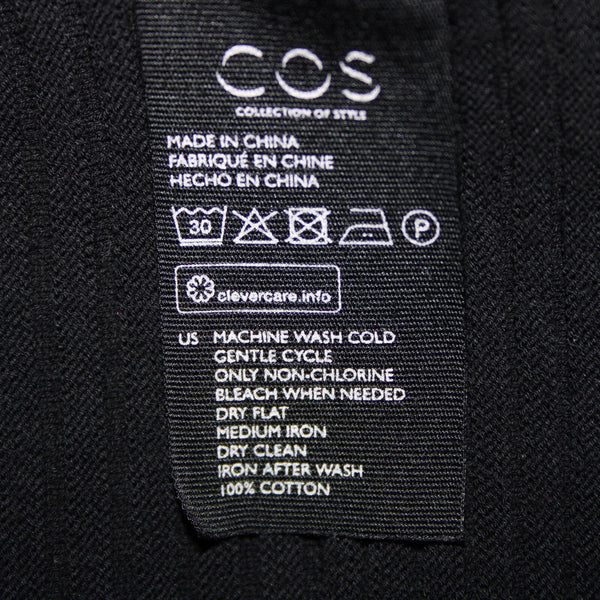 COS
COLLECTION OF STYLE
MADE IN CHINA
FABRIQUÉ EN CHINE
HECHO EN CHINA
30
P
clevercare.info
US MACHINE WASH COLD
GENTLE CYCLE
ONLY NON-CHLORINE
BLEACH WHEN NEEDED
DRY FLAT
MEDIUM IRON
DRY CLEAN
IRON AFTER WASH
100% COTTON